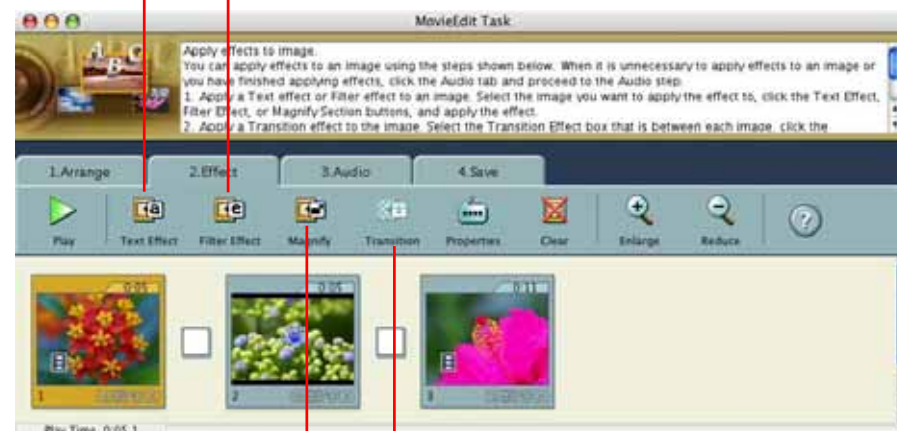 MovieEdit Task
Apply effects to image.
You can apply effects to an image using the steps shown below. When it is unnecessary to apply effects to an image or
you have finished applying effects, click the Audio tab and proceed to the Audio step.
1. Apply a Text effect or Filter effect to an image. Select the image you want to apply the effect to, click the Text Effect,
Filter Effect, or Magnify Section buttons, and apply the effect.
2. Apply a Transition effect to the image. Select the Transition Effect box that is between each image, click the
1.Arrange 2.Effect 3.Audio 4.Save
Play Text Effect Filter Effect Magnify Transition Properties Clear Enlarge Reduce ?
0:05 0:05 0:11
1 2 3
Play Time 0:05.1